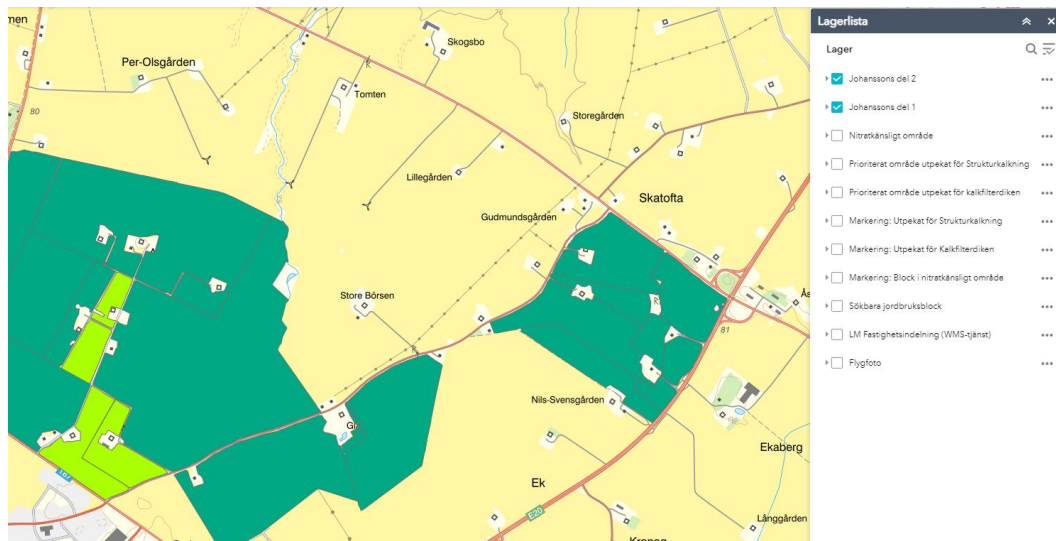 men
Skogsbo
Per-Olsgården
Tomten
80
Storegården
Lillegården
Skatofta
Gudmundsgården
Store Börsen
81
Nils-Svensgården
Ekaberg
Ek
E20
Långgården
107
Lagerlista
Lager
Johanssons del 2
Johanssons del 1
Nitratkänsligt område
Prioriterat område utpekat för Strukturkalkning
Prioriterat område utpekat för kalkfilterdiken
Markering: Utpekat för Strukturkalkning
Markering: Utpekat för Kalkfilterdiken
Markering: Block i nitratkänsligt område
Sökbara jordbruksblock
LM Fastighetsindelning (WMS-tjänst)
Flygfoto